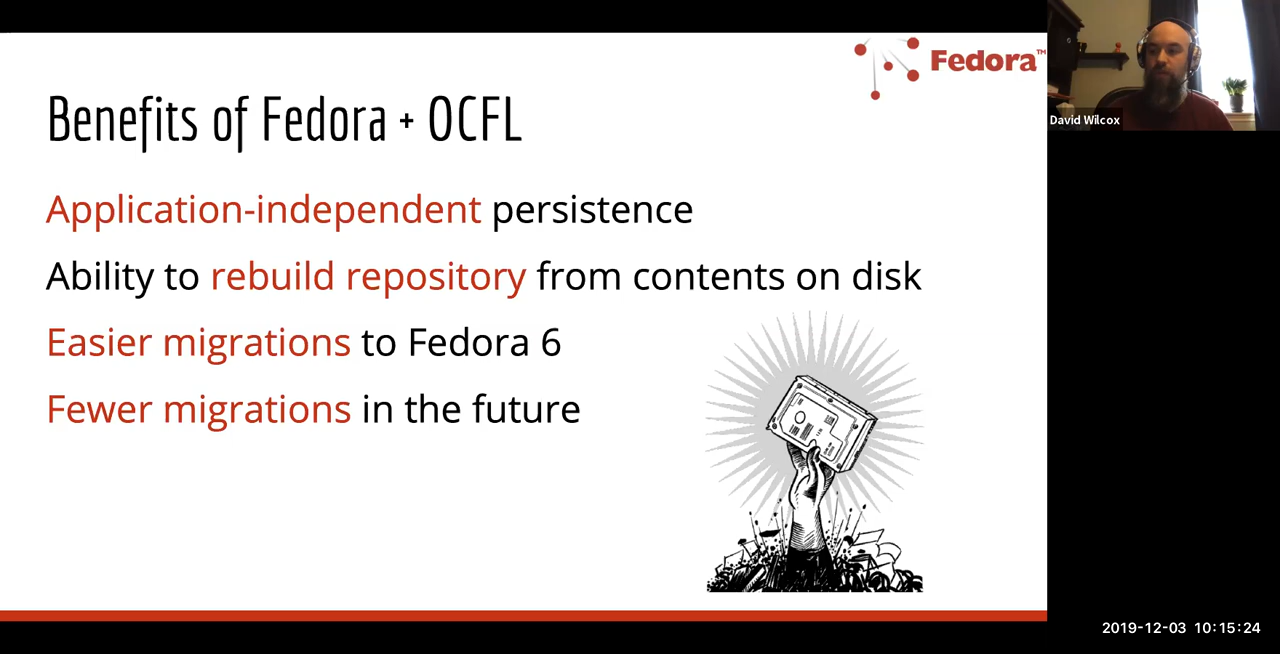 Fedora™
Benefits of Fedora + OCFL
Application-independent persistence
Ability to rebuild repository from contents on disk
Easier migrations to Fedora 6
Fewer migrations in the future
David Wilcox
2019-12-03 10:15:24